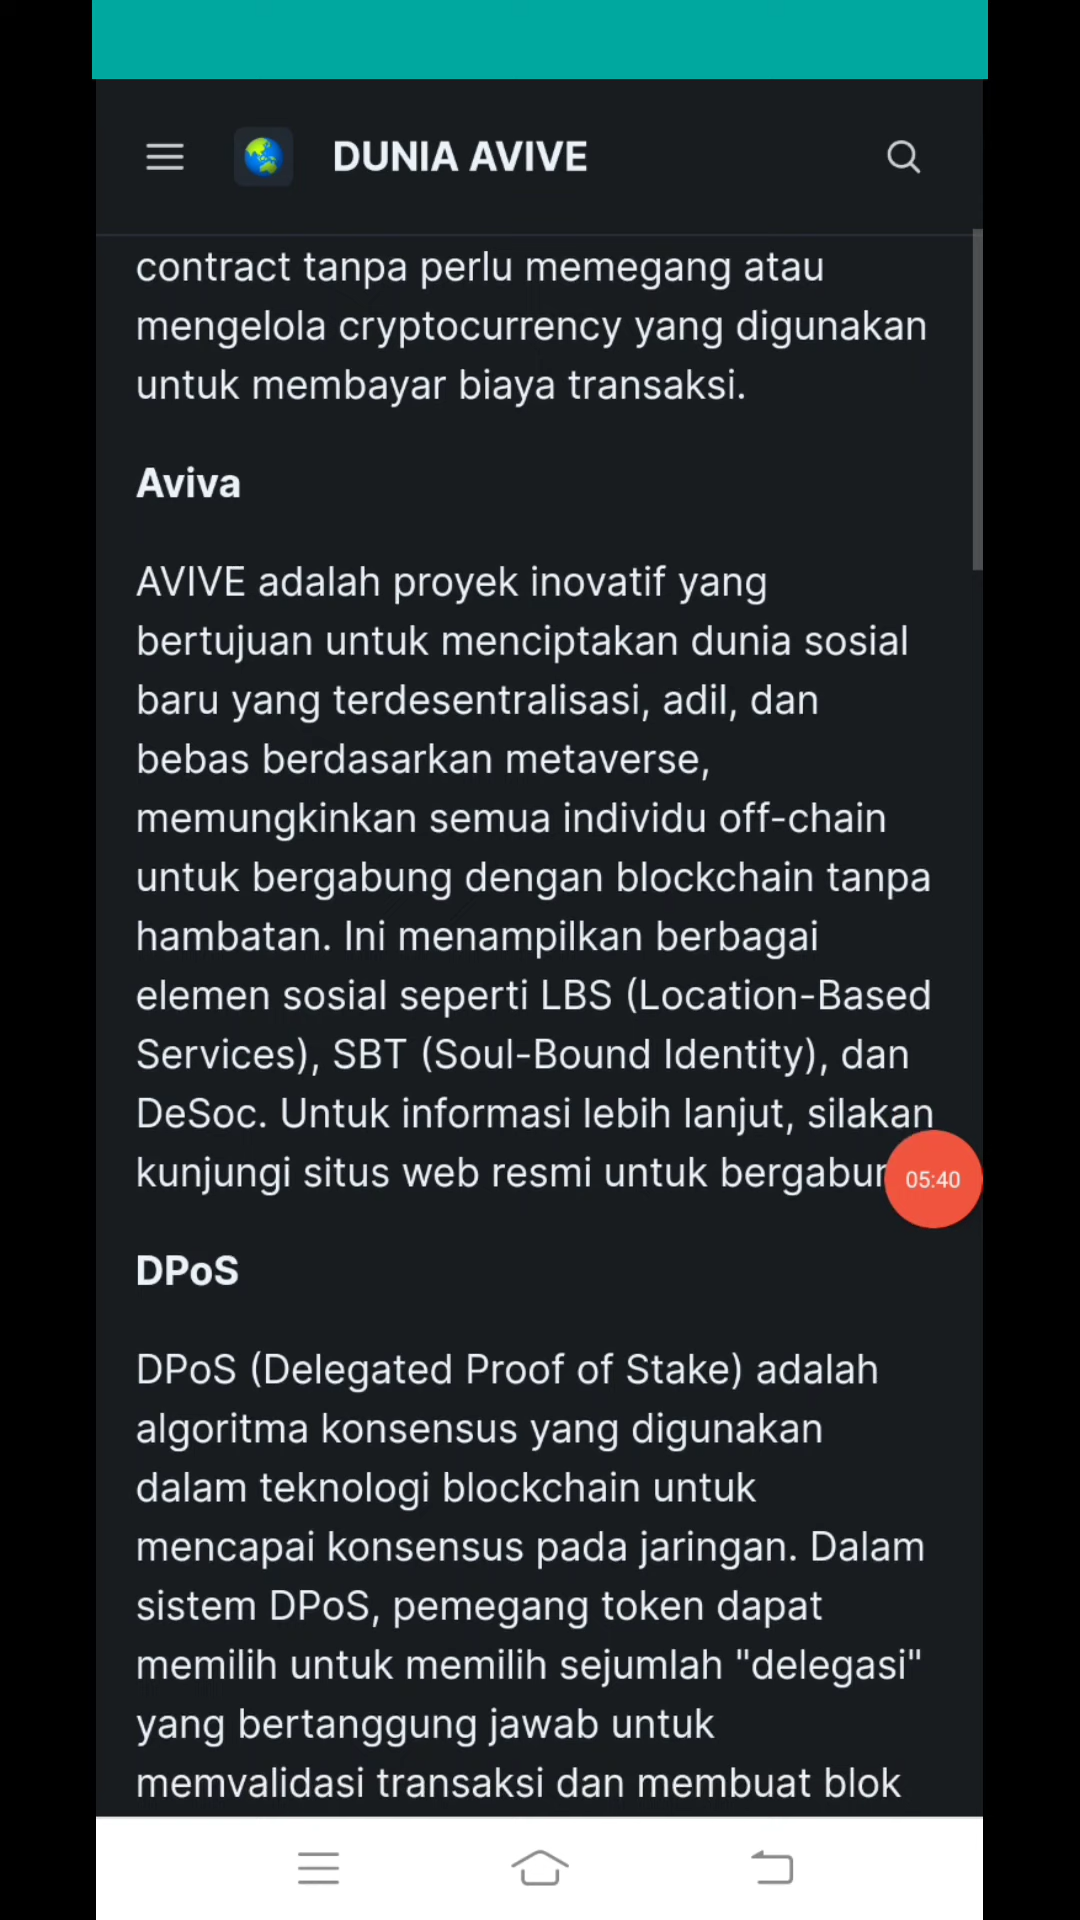 DUNIA AVIVE
contract tanpa perlu memegang atau
mengelola cryptocurrency yang digunakan
untuk membayar biaya transaksi.
Aviva
AVIVE adalah proyek inovatif yang
bertujuan untuk menciptakan dunia sosial
baru yang terdesentralisasi, adil, dan
bebas berdasarkan metaverse,
memungkinkan semua individu off-chain
untuk bergabung dengan blockchain tanpa
hambatan. Ini menampilkan berbagai
elemen sosial seperti LBS (Location-Based
Services), SBT (Soul-Bound Identity), dan
DeSoc. Untuk informasi lebih lanjut, silakan
kunjungi situs web resmi untuk
05:40
DPoS
DPoS (Delegated Proof of Stake) adalah
algoritma konsensus yang digunakan
dalam teknologi blockchain untuk
mencapai konsensus pada jaringan. Dalam
sistem DPoS, pemegang token dapat
memilih untuk memilih sejumlah "delegasi"
yang bertanggung jawab untuk
memvalidasi transaksi dan membuat blok